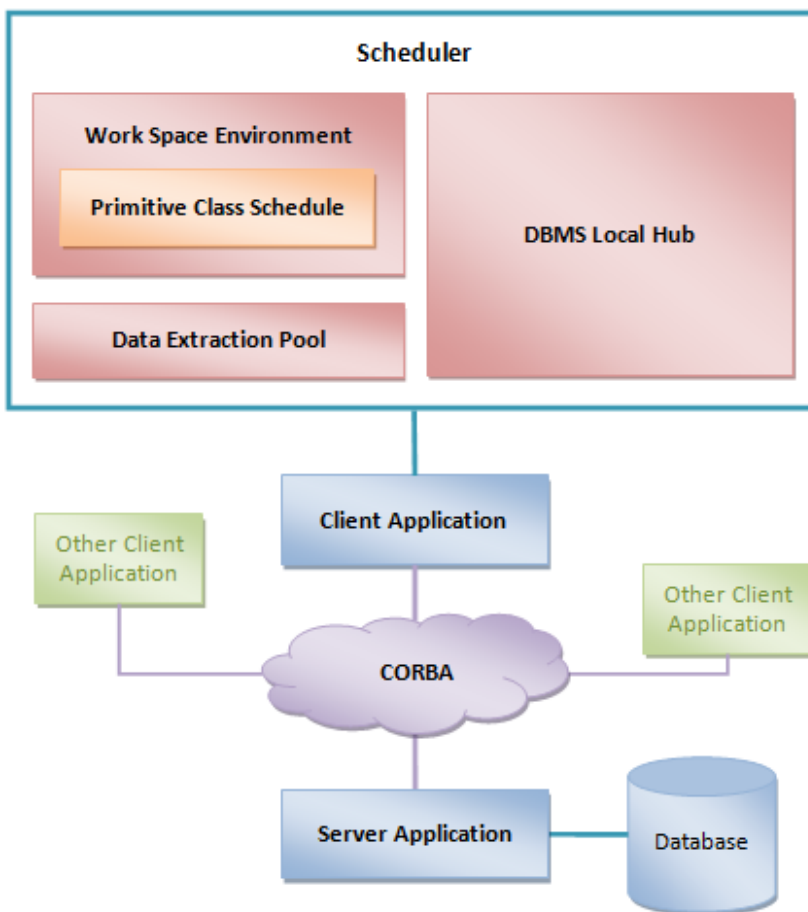 Scheduler
Work Space Environment
Primitive Class Schedule
DBMS Local Hub
Data Extraction Pool
Client Application
Other Client
Application
Other Client
Application
CORBA
Server Application
Database